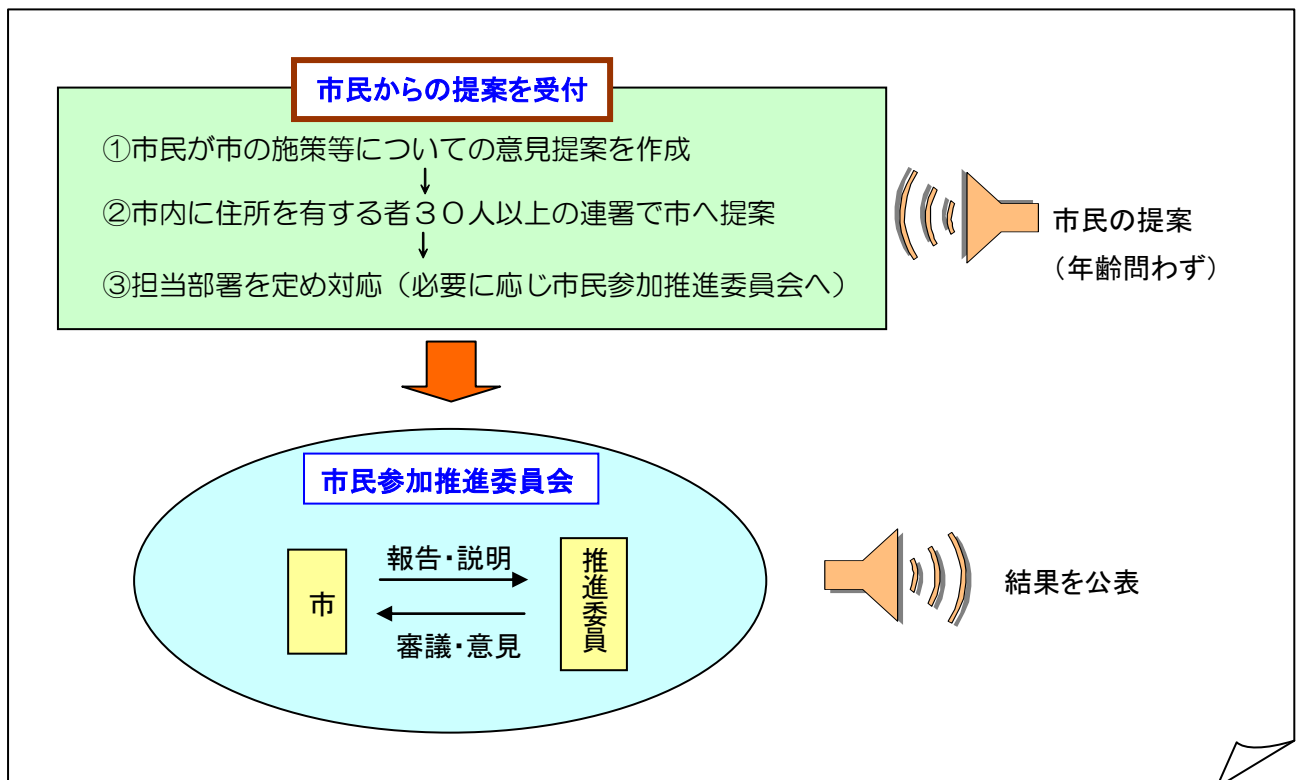 市民からの提案を受付
①市民が市の施策等についての意見提案を作成
↓
②市内に住所を有する者３０人以上の連署で市へ提案
↓
③担当部署を定め対応（必要に応じ市民参加推進委員会へ）
市民の提案
（年齢問わず）
市民参加推進委員会
市
報告・説明
審議・意見
推進委員
結果を公表